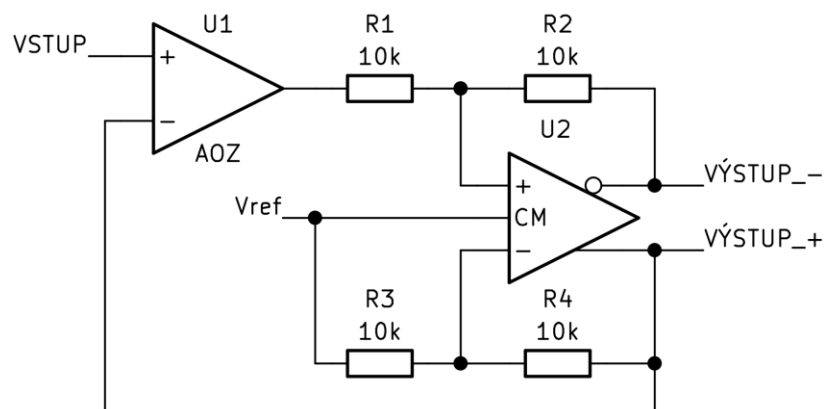 U1
R1
R2
10k
10k
VSTUP
+
−
AOZ
U2
+
VÝSTUP_−
Vref
CM
−
VÝSTUP_+
R3
R4
10k
10k